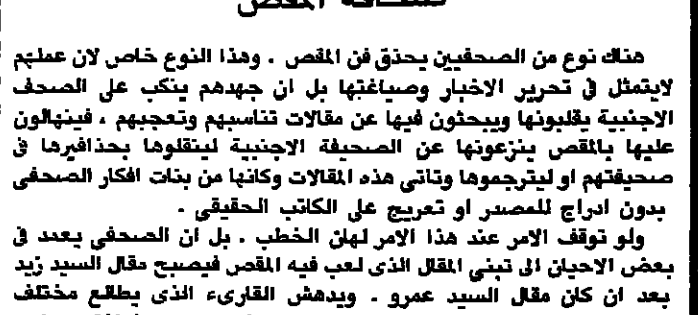 المقص
هناك نوع من الصحفيين يحذق فن المقص . وهذا النوع خاص لان عملهم
لايتمثل في تحرير الاخبار وصياغتها بل ان جهدهم ينكب على الصحف
الاجنبية يقلبونها ويبحثون فيها عن مقالات تناسبهم وتعجبهم ، فينهالون
عليها بالمقص ينزعونها عن الصحيفة الاجنبية لينقلوها بحذافيرها في
صحيفتهم او ليترجموها وتاتي هذه المقالات وكانها من بنات افكار الصحفى
بدون ادراج للمصدر او تعريج على الكاتب الحقيقي .
ولو توقف الامر عند هذا الامر لهان الخطب . بل ان الصحفي يعمد في
بعض الاحيان الى تبني المقال الذى لعب فيه المقص فيصبح مقال السيد زيد
بعد ان كان مقال السيد عمرو . ويدهش القارىء الذى يطالع مختلف